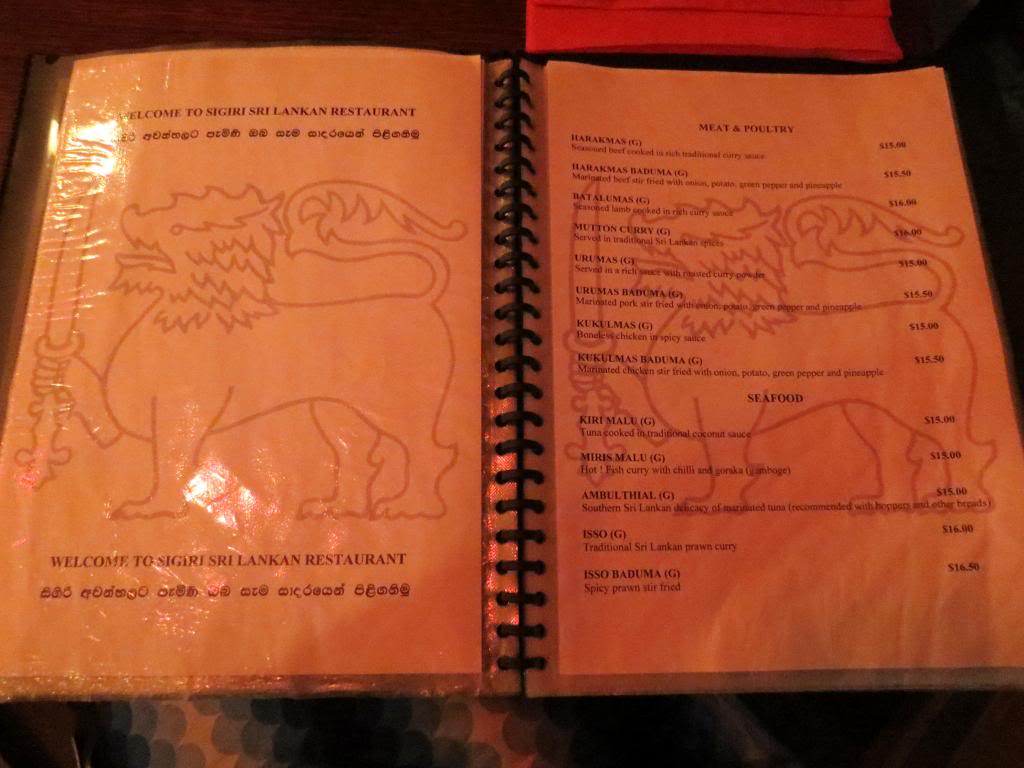 WELCOME TO SIGIRI SRI LANKAN RESTAURANT
සිගිරි අවන්හලට පැමිණි ඔබ සැම සාදරයෙන් පිළිගනිමු
WELCOME TO SIGIRI SRI LANKAN RESTAURANT
සිගිරි අවන්හලට පැමිණි ඔබ සැම සාදරයෙන් පිළිගනිමු
MEAT & POULTRY
HARAKMAS (G) $15.00
Seasoned beef cooked in rich traditional curry sauce
HARAKMAS BADUMA (G) $15.50
Marinated beef stir fried with onion, potato, green pepper and pineapple
BATALUMAS (G) $16.00
Seasoned lamb cooked in rich curry sauce
MUTTON CURRY (G) $16.00
Served in traditional Sri Lankan spices
URUMAS (G) $15.00
Served in a rich sauce with roasted curry powder
URUMAS BADUMA (G) $15.50
Marinated pork stir fried with onion, potato, green pepper and pineapple
KUKULMAS (G) $15.00
Boneless chicken in spicy sauce
KUKULMAS BADUMA (G) $15.50
Marinated chicken stir fried with onion, potato, green pepper and pineapple
SEAFOOD
KIRI MALU (G) $15.00
Tuna cooked in traditional coconut sauce
MIRIS MALU (G) $15.00
Hot ! Fish curry with chilli and goraka (gamboge)
AMBULTHIAL (G) $15.00
Southern Sri Lankan delicacy of marinated tuna (recommended with hoppers and other breads)
ISSO (G) $16.00
Traditional Sri Lankan prawn curry
ISSO BADUMA (G) $16.50
Spicy prawn stir fried